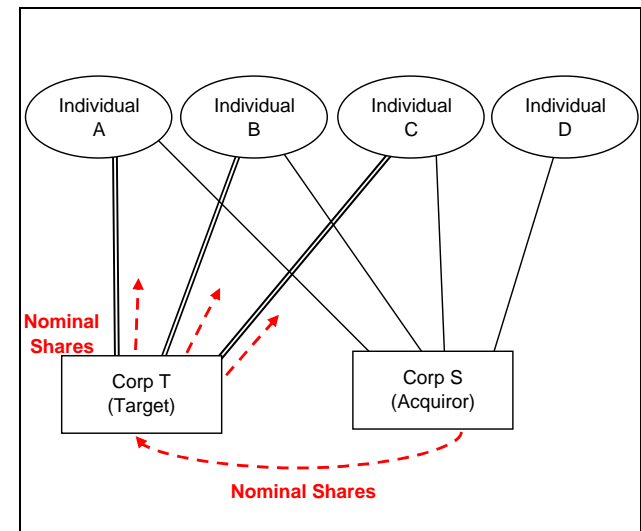 Individual
A
Individual
B
Individual
C
Individual
D
Nominal
Shares
Corp T
(Target)
Corp S
(Acquiror)
Nominal Shares